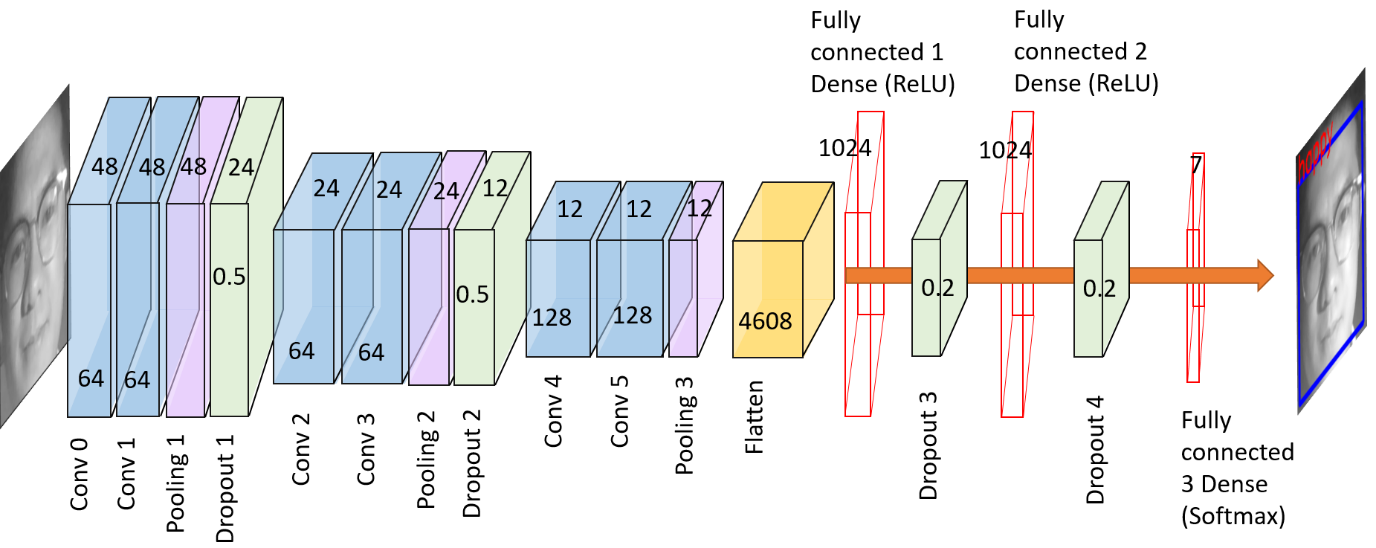 Fully
connected 1
Dense (ReLU)
Fully
connected 2
Dense (ReLU)
48
48
48
24
24
24
24
12
12
12
12
1024
1024
7
happy
0.5
0.5
0.2
0.2
64
64
64
64
128
128
4608
Conv 0
Conv 1
Pooling 1
Dropout 1
Conv 2
Conv 3
Pooling 2
Dropout 2
Conv 4
Conv 5
Pooling 3
Flatten
Dropout 3
Dropout 4
Fully
connected
3 Dense
(Softmax)